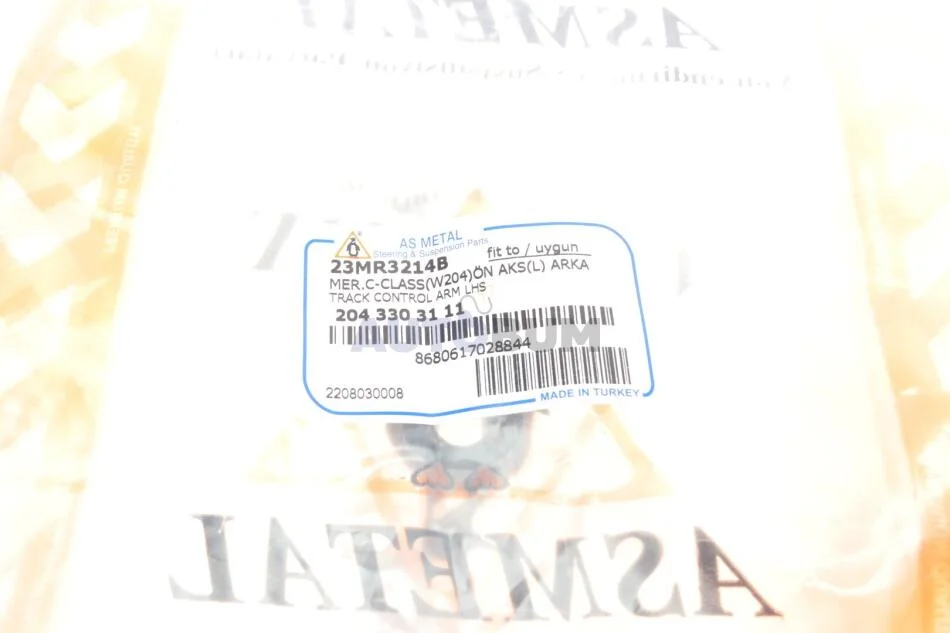 ASMETAL
AS METAL
Steering & Suspension Parts
fit to / uygun
23MR3214B
MER.C-CLASS(W204)ÖN AKS(L) ARKA
TRACK CONTROL ARM LHS
204 330 31 11
AUTODRUM
8680617028844
2208030008
MADE IN TURKEY
ASMETAL